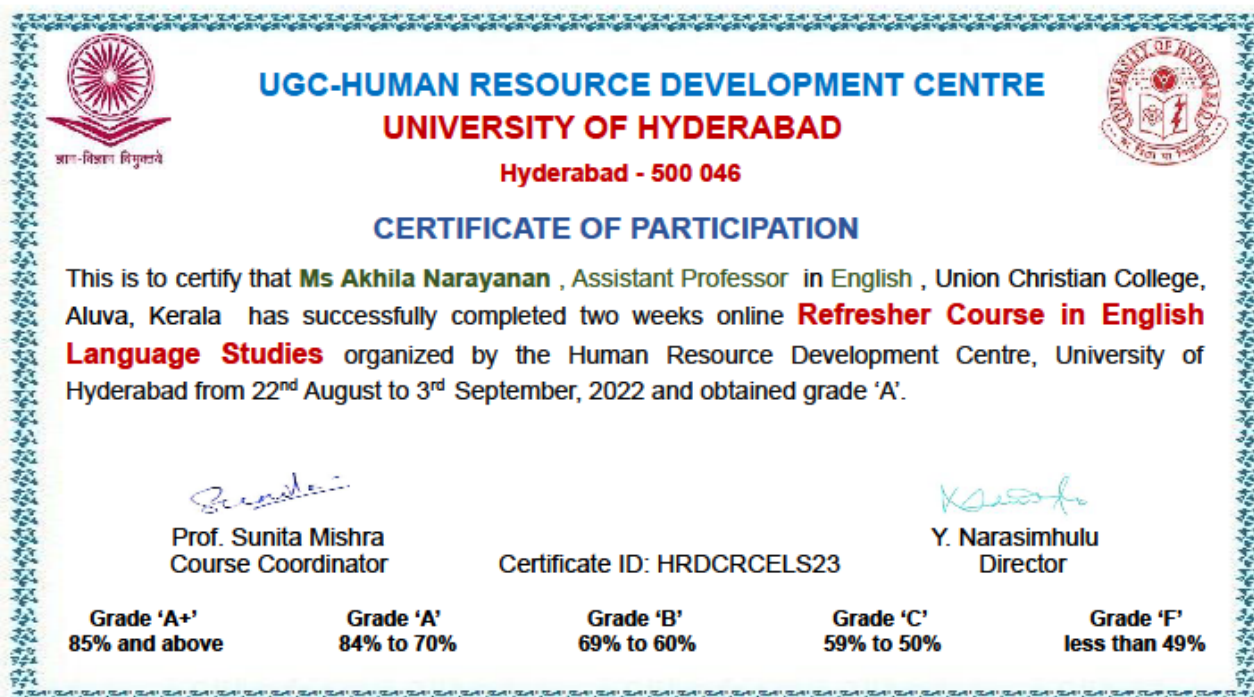 UGC-HUMAN RESOURCE DEVELOPMENT CENTRE
UNIVERSITY OF HYDERABAD
Hyderabad - 500 046
ज्ञान-विज्ञान विमुक्तये
UNIVERSITY OF HYDERABAD
CERTIFICATE OF PARTICIPATION
This is to certify that Ms Akhila Narayanan , Assistant Professor in English , Union Christian College,
Aluva, Kerala has successfully completed two weeks online Refresher Course in English
Language Studies organized by the Human Resource Development Centre, University of
Hyderabad from 22nd August to 3rd September, 2022 and obtained grade ‘A’.
Prof. Sunita Mishra
Course Coordinator
Certificate ID: HRDCRCELS23
Y. Narasimhulu
Director
Grade ‘A+’ Grade ‘A’ Grade ‘B’ Grade ‘C’ Grade ‘F’
85% and above 84% to 70% 69% to 60% 59% to 50% less than 49%